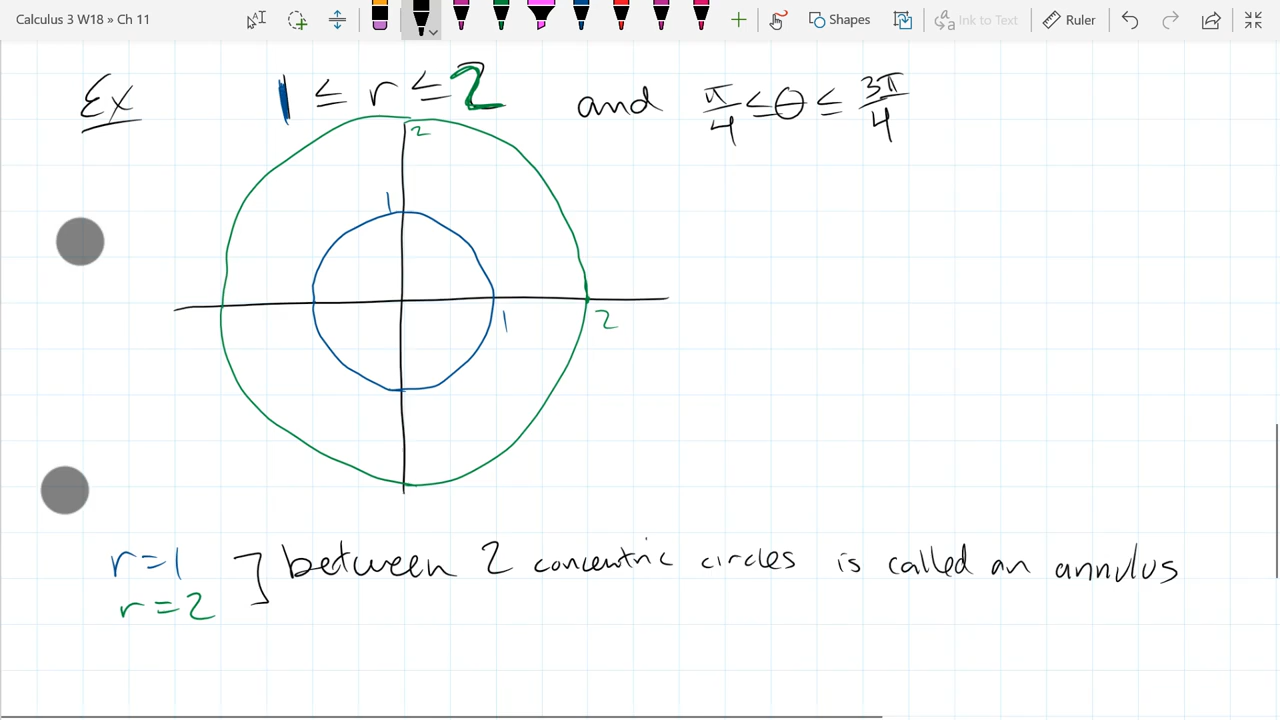 Calculus 3 W18 » Ch 11
Shapes
Ink to Text
Ruler
Ex 1 ≤ r ≤ 2 and π/4 ≤ θ ≤ 3π/4
2
1
1
2
r=1
r=2
] between 2 concentric circles is called an annulus